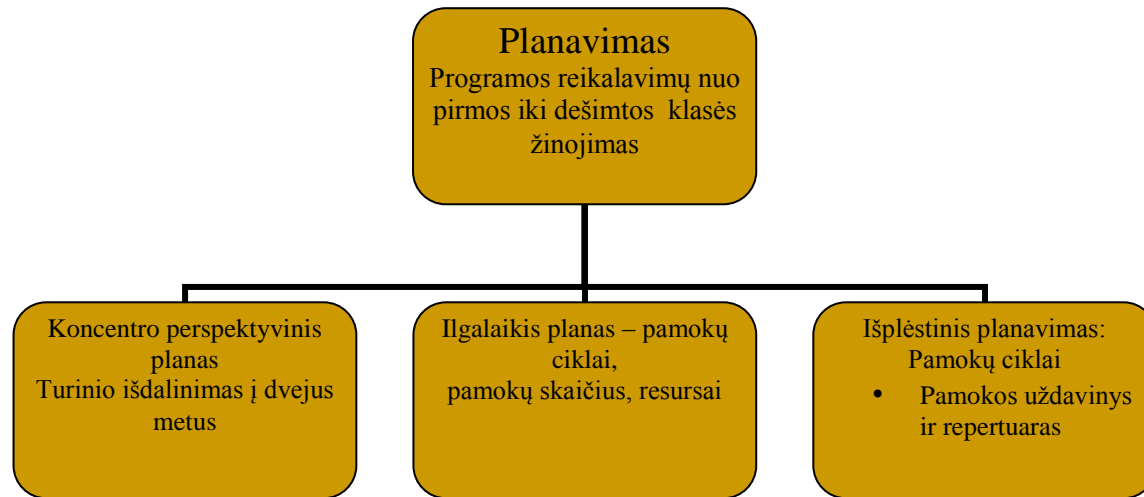 Planavimas
Programos reikalavimų nuo
pirmos iki dešimtos klasės
žinojimas
Koncentro perspektyvinis
planas
Turinio išdalinimas į dvejus
metus
Ilgalaikis planas – pamokų
ciklai,
pamokų skaičius, resursai
Išplėstinis planavimas:
Pamokų ciklai
• Pamokos uždavinys
ir repertuaras